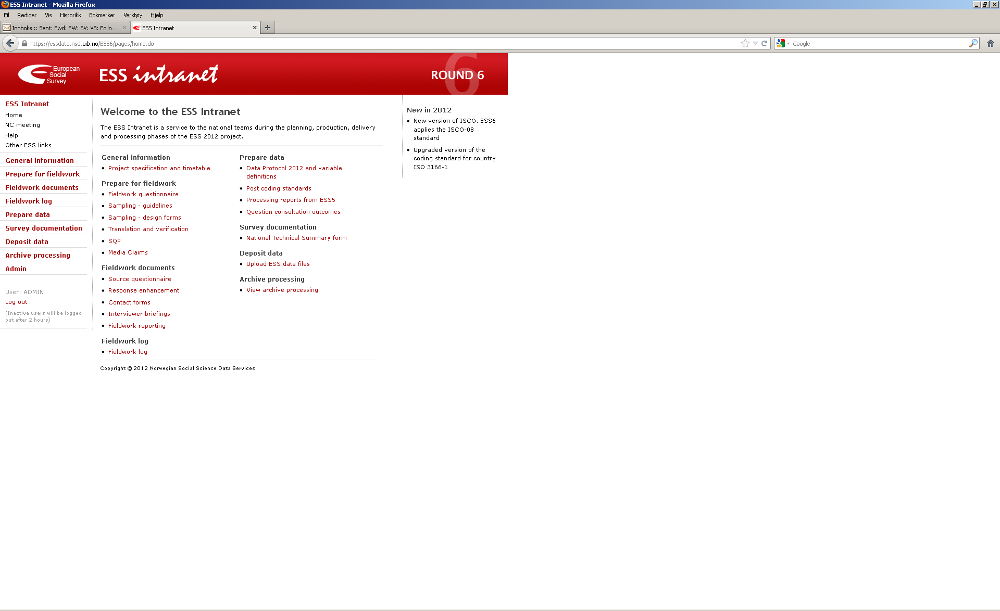 ESS Intranet - Mozilla Firefox
Fil Rediger Vis Historikk Bokmerker Verktøy Hjelp
Innboks :: Sent: Fwd: FW: SV: VB: Follo...
ESS Intranet
https://essdata.nsd.uib.no/ESS6/pages/home.do
Google
European
Social
Survey
ESS intranet
ROUND 6
6
ESS Intranet
Home
NC meeting
Help
Other ESS links
General information
Prepare for fieldwork
Fieldwork documents
Fieldwork log
Prepare data
Survey documentation
Deposit data
Archive processing
Admin
User: ADMIN
Log out
(Inactive users will be logged
out after 2 hours)
Welcome to the ESS Intranet
The ESS Intranet is a service to the national teams during the planning, production, delivery
and processing phases of the ESS 2012 project.
General information
• Project specification and timetable
Prepare for fieldwork
• Fieldwork questionnaire
• Sampling - guidelines
• Sampling - design forms
• Translation and verification
• SQP
• Media Claims
Fieldwork documents
• Source questionnaire
• Response enhancement
• Contact forms
• Interviewer briefings
• Fieldwork reporting
Fieldwork log
• Fieldwork log
Prepare data
• Data Protocol 2012 and variable
definitions
• Post coding standards
• Processing reports from ESS5
• Question consultation outcomes
Survey documentation
• National Technical Summary form
Deposit data
• Upload ESS data files
Archive processing
• View archive processing
Copyright © 2012 Norwegian Social Science Data Services
New in 2012
• New version of ISCO. ESS6
applies the ISCO-08
standard
• Upgraded version of the
coding standard for country
ISO 3166-1